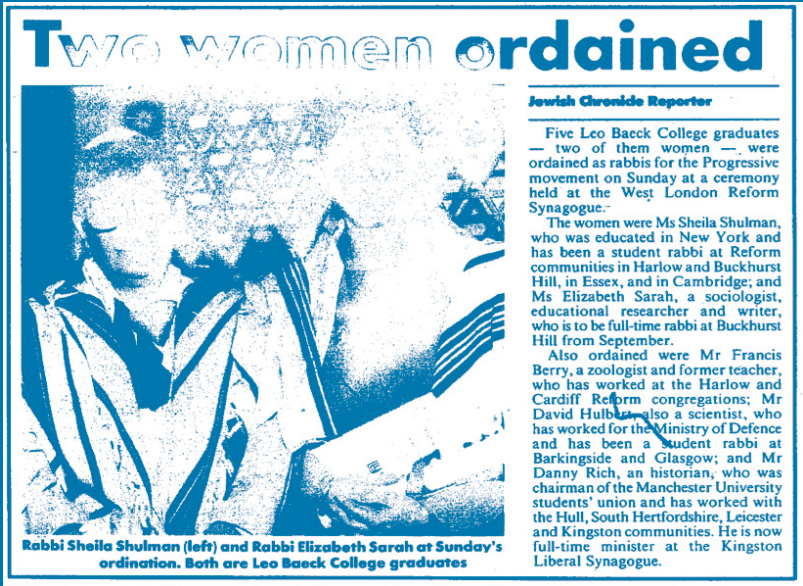 Two women ordained
Jewish Chronicle Reporter
Five Leo Baeck College graduates
— two of them women — were
ordained as rabbis for the Progressive
movement on Sunday at a ceremony
held at the West London Reform
Synagogue.
The women were Ms Sheila Shulman,
who was educated in New York and
has been a student rabbi at Reform
communities in Harlow and Buckhurst
Hill, in Essex, and in Cambridge; and
Ms Elizabeth Sarah, a sociologist,
educational researcher and writer,
who is to be full-time rabbi at Buckhurst
Hill from September.
Also ordained were Mr Francis
Berry, a zoologist and former teacher,
who has worked at the Harlow and
Cardiff Reform congregations; Mr
David Hulbert, also a scientist, who
has worked for the Ministry of Defence
and has been a student rabbi at
Barkingside and Glasgow; and Mr
Danny Rich, an historian, who was
chairman of the Manchester University
students' union and has worked with
the Hull, South Hertfordshire, Leicester
and Kingston communities. He is now
full-time minister at the Kingston
Liberal Synagogue.
Rabbi Sheila Shulman (left) and Rabbi Elizabeth Sarah at Sunday's
ordination. Both are Leo Baeck College graduates